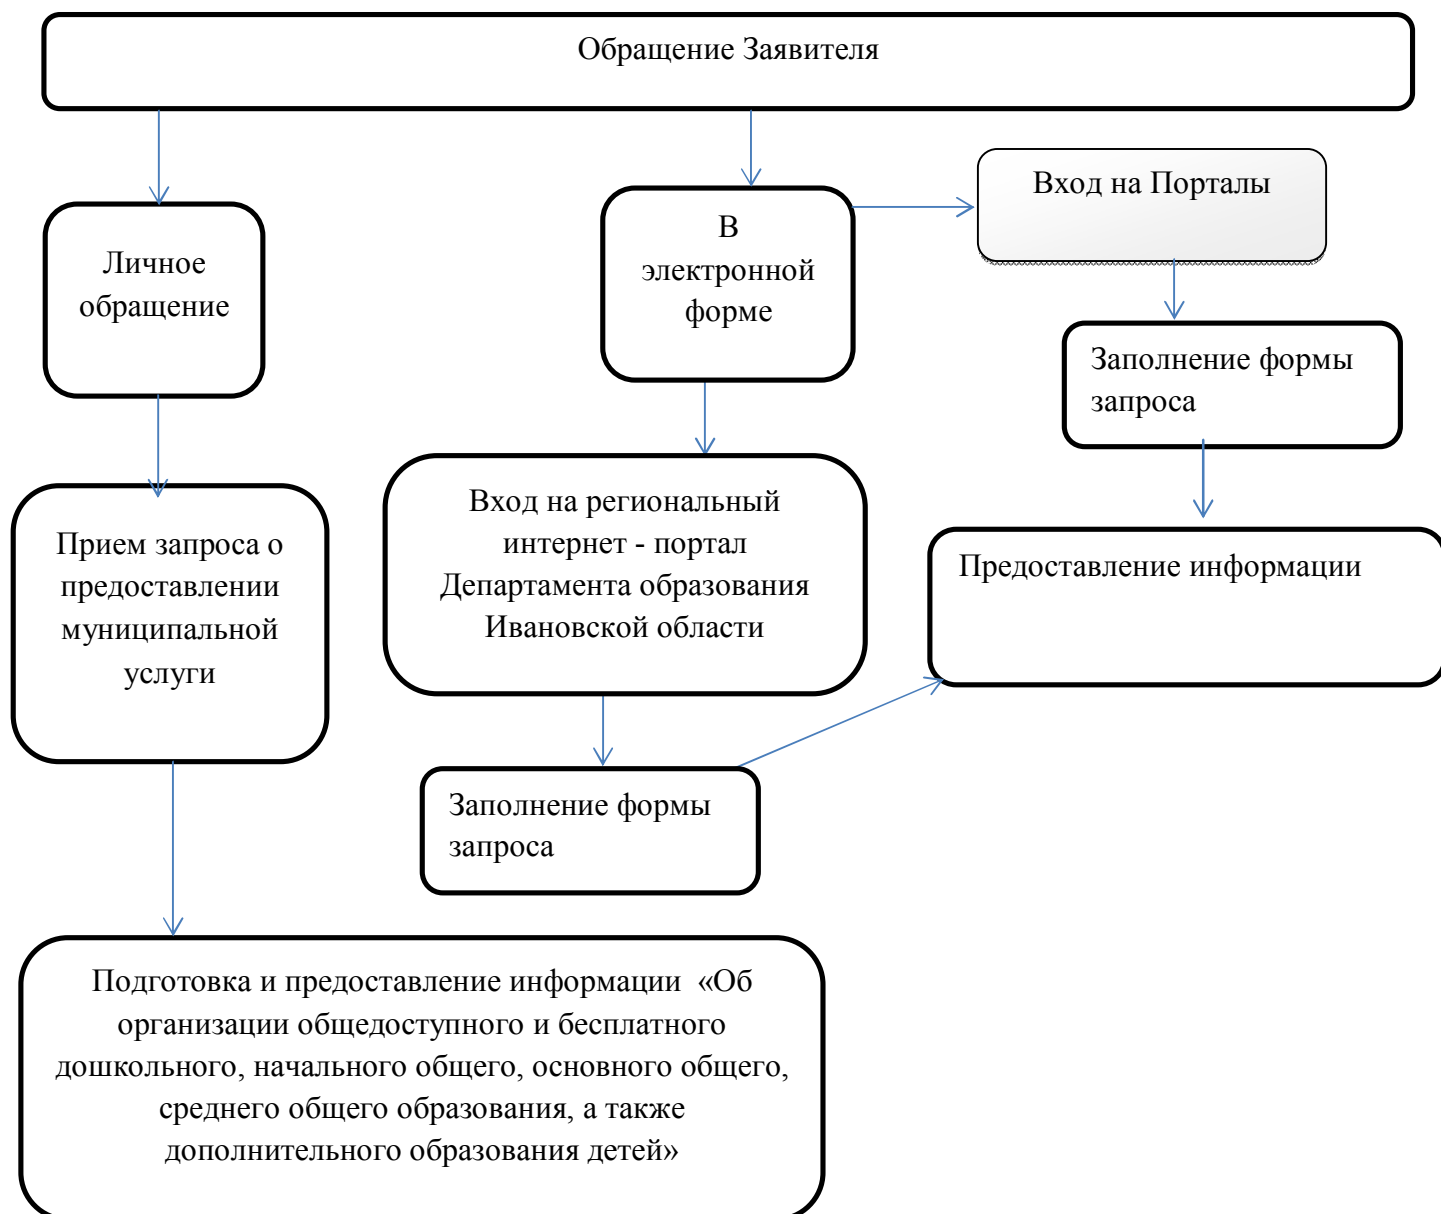 Обращение Заявителя
Вход на Порталы
Личное
обращение
В
электронной
форме
Заполнение формы
запроса
Прием запроса о
предоставлении
муниципальной
услуги
Вход на региональный
интернет - портал
Департамента образования
Ивановской области
Предоставление информации
Заполнение формы
запроса
Подготовка и предоставление информации «Об
организации общедоступного и бесплатного
дошкольного, начального общего, основного общего,
среднего общего образования, а также
дополнительного образования детей»